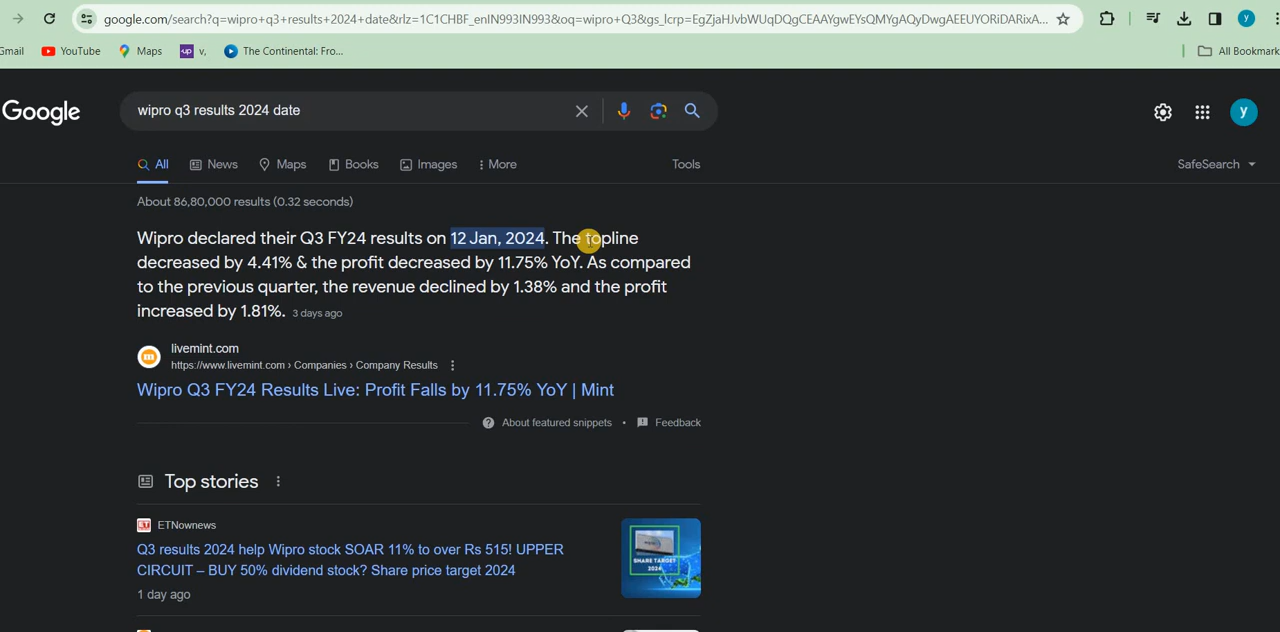 google.com/search?q=wipro+q3+results+2024+date&rlz=1C1CHBF_enIN993IN993&oq=wipro+Q3&gs_lcrp=EgZjaHJvbWUqDQgCEAAYgwEYsQMYgAQyDwgAEEUYORiDARixA...
y
Gmail YouTube Maps up v, The Continental: Fro... All Bookmark
Google wipro q3 results 2024 date y
All News Maps Books Images More Tools SafeSearch
About 86,80,000 results (0.32 seconds)
Wipro declared their Q3 FY24 results on 12 Jan, 2024. The topline
decreased by 4.41% & the profit decreased by 11.75% YoY. As compared
to the previous quarter, the revenue declined by 1.38% and the profit
increased by 1.81%. 3 days ago
livemint.com
https://www.livemint.com › Companies › Company Results
Wipro Q3 FY24 Results Live: Profit Falls by 11.75% YoY | Mint
About featured snippets • Feedback
Top stories
ET ETNownews
Q3 results 2024 help Wipro stock SOAR 11% to over Rs 515! UPPER
CIRCUIT – BUY 50% dividend stock? Share price target 2024
SHARE TARGET
2024
1 day ago